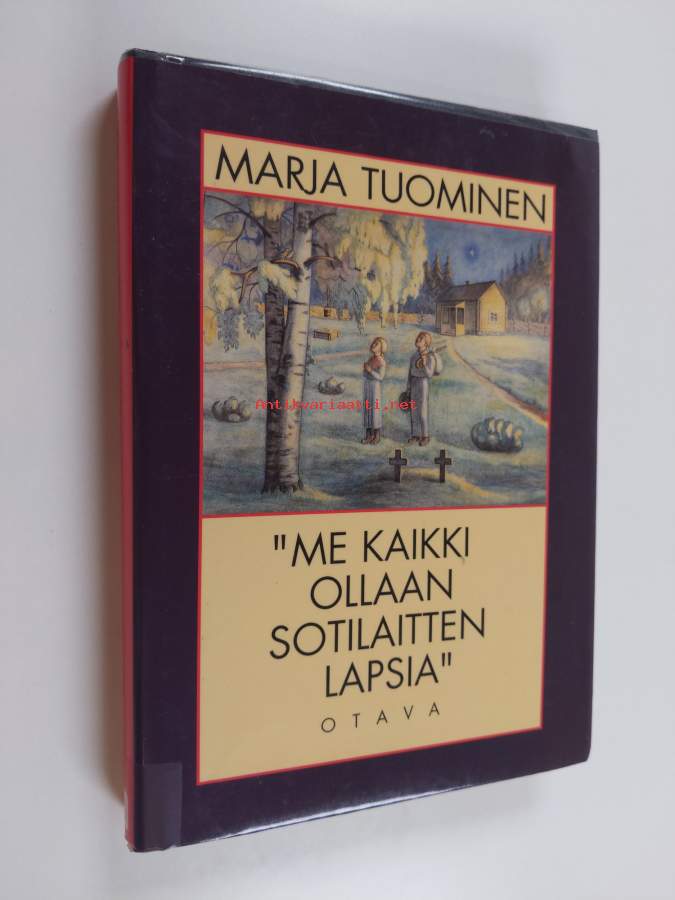 MARJA TUOMINEN
Antikvariaatti.net
"ME KAIKKI
OLLAAN
SOTILAITTEN
LAPSIA"
OTAVA